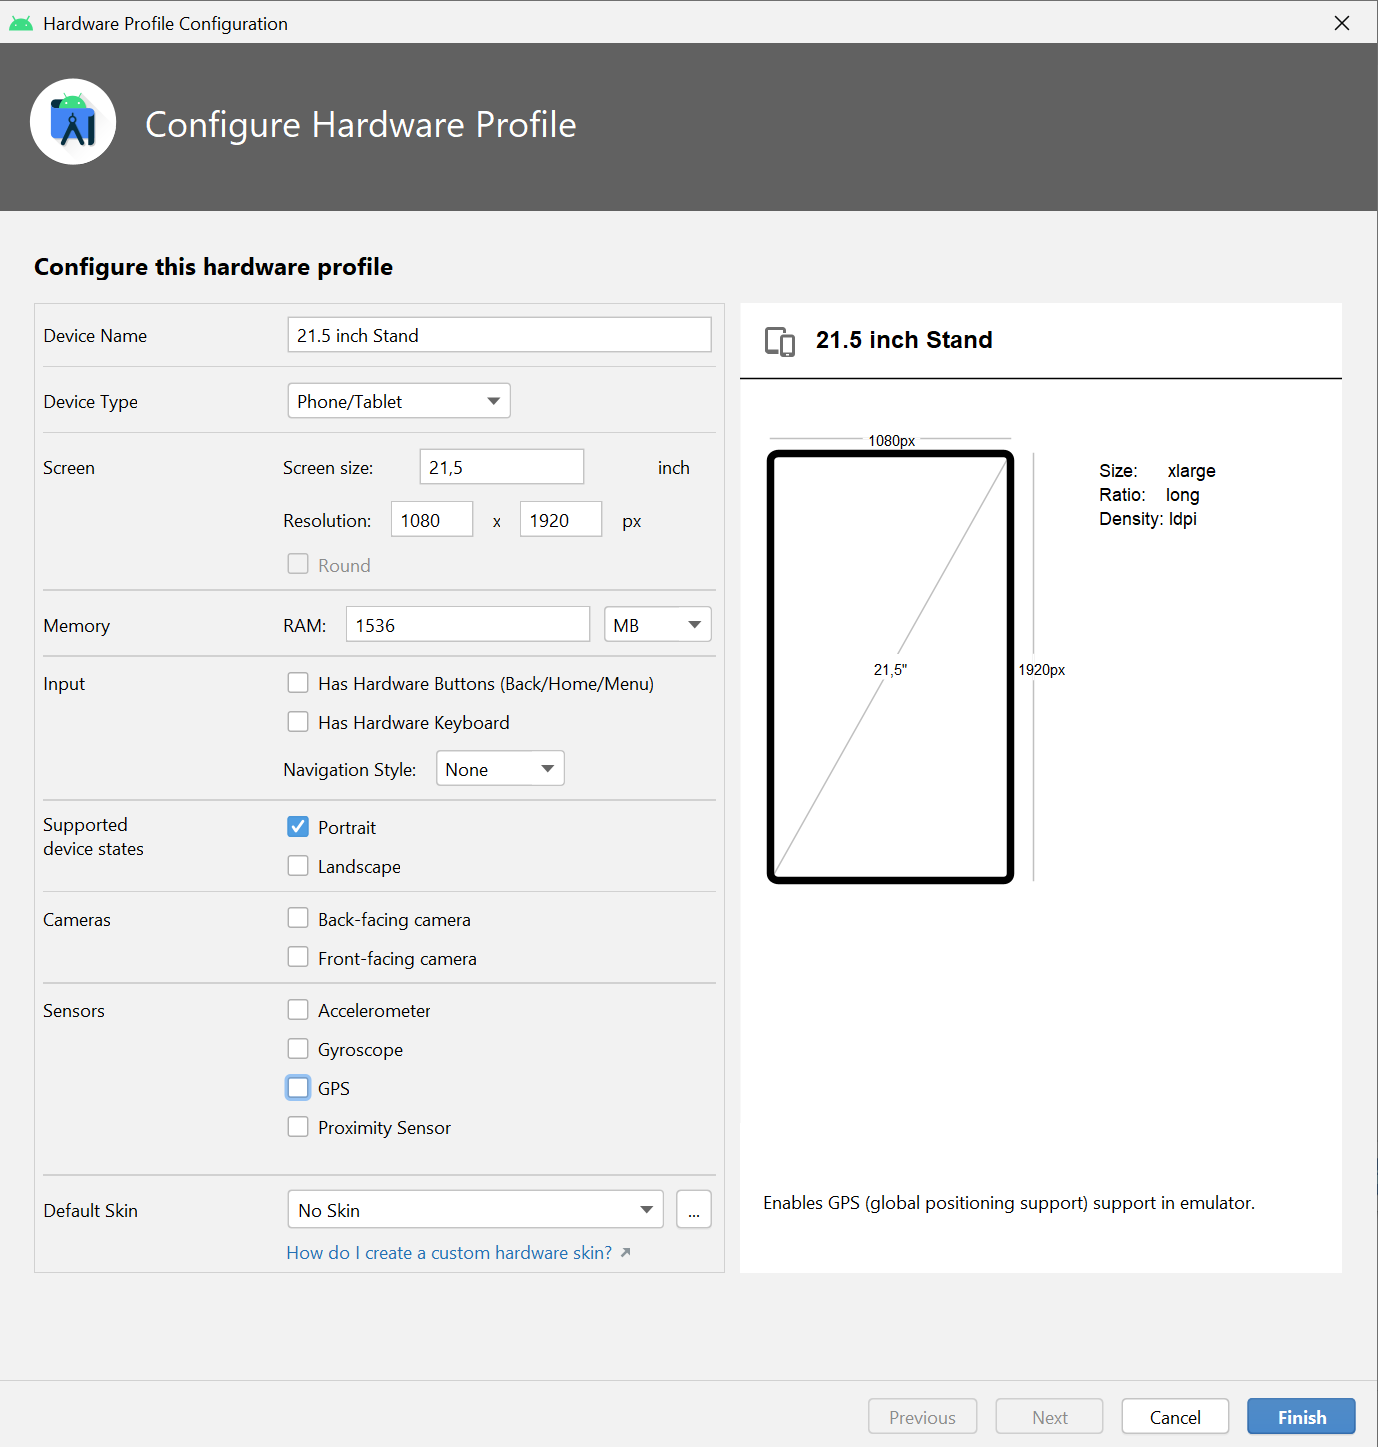 Hardware Profile Configuration
Configure Hardware Profile
Configure this hardware profile
Device Name
21.5 inch Stand
Device Type
Phone/Tablet
Screen
Screen size:
21,5
inch
Resolution:
1080
x
1920
px
Round
Memory
RAM:
1536
MB
Input
Has Hardware Buttons (Back/Home/Menu)
Has Hardware Keyboard
Navigation Style:
None
Supported
device states
Portrait
Landscape
Cameras
Back-facing camera
Front-facing camera
Sensors
Accelerometer
Gyroscope
GPS
Proximity Sensor
Default Skin
No Skin
...
How do I create a custom hardware skin?
21.5 inch Stand
1080px
Size: xlarge
Ratio: long
Density: ldpi
21,5"
1920px
Enables GPS (global positioning support) support in emulator.
Previous
Next
Cancel
Finish